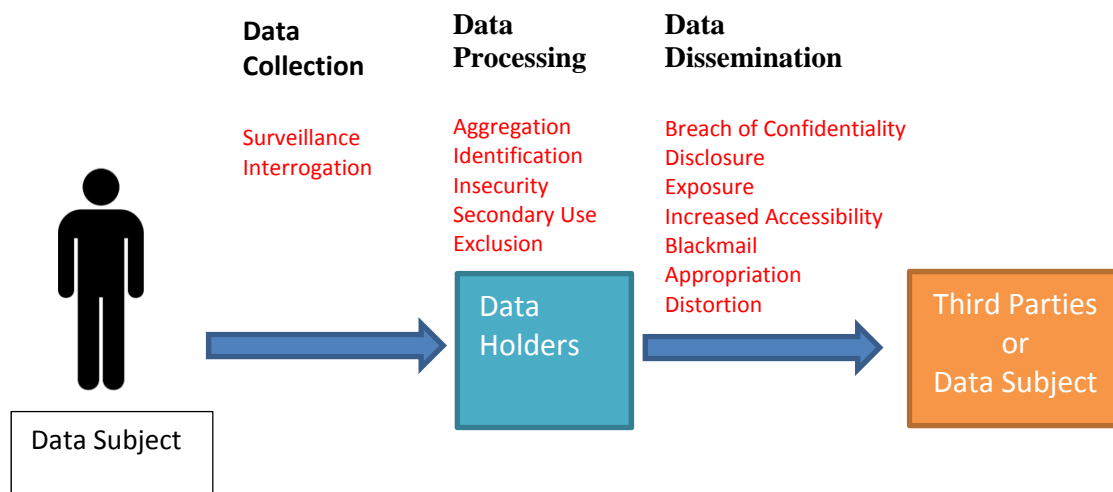 Data
Collection
Data
Processing
Data
Dissemination
Surveillance
Interrogation
Aggregation
Identification
Insecurity
Secondary Use
Exclusion
Breach of Confidentiality
Disclosure
Exposure
Increased Accessibility
Blackmail
Appropriation
Distortion
Data Subject
Data
Holders
Third Parties
or
Data Subject